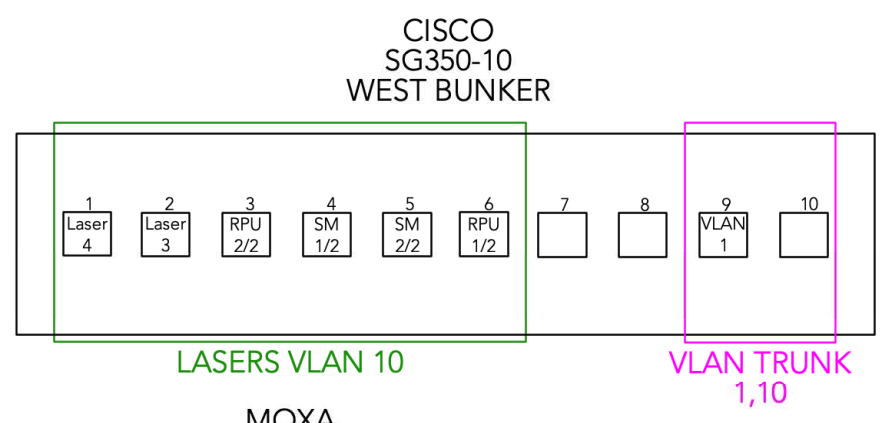 CISCO
SG350-10
WEST BUNKER
1 2 3 4 5 6 7 8 9 10
Laser Laser RPU SM SM RPU VLAN
4 3 2/2 1/2 2/2 1/2 1
LASERS VLAN 10
VLAN TRUNK
1,10
MOXA